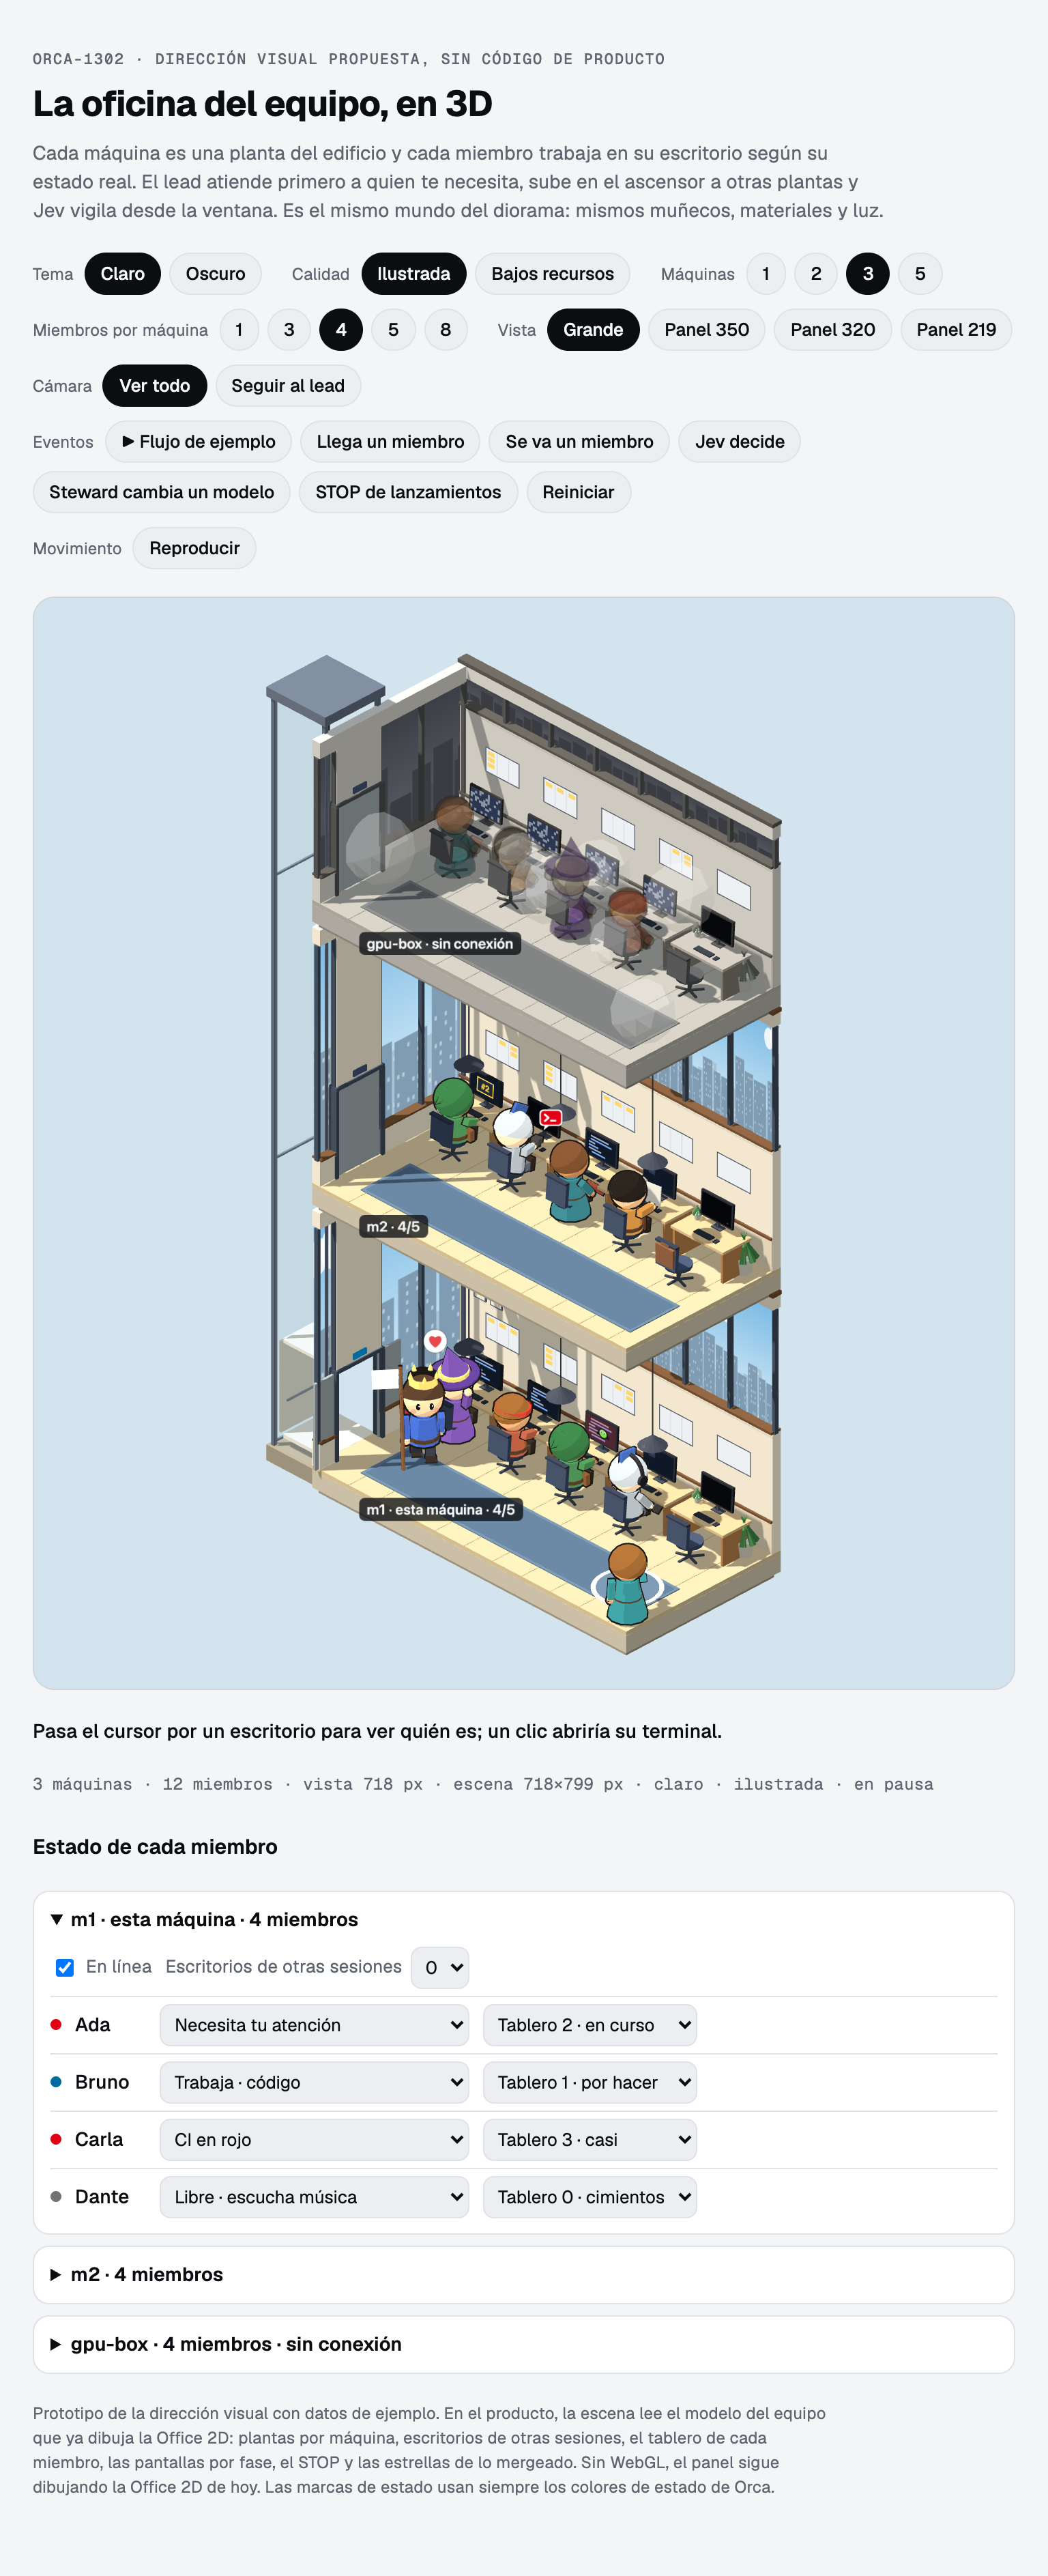 ORCA-1302 · DIRECCIÓN VISUAL PROPUESTA, SIN CÓDIGO DE PRODUCTO
La oficina del equipo, en 3D
Cada máquina es una planta del edificio y cada miembro trabaja en su escritorio según su
estado real. El lead atiende primero a quien te necesita, sube en el ascensor a otras plantas y
Jev vigila desde la ventana. Es el mismo mundo del diorama: mismos muñecos, materiales y luz.
Tema Claro Oscuro Calidad Ilustrada Bajos recursos Máquinas 1 2 3 5
Miembros por máquina 1 3 4 5 8 Vista Grande Panel 350 Panel 320 Panel 219
Cámara Ver todo Seguir al lead
Eventos ▶ Flujo de ejemplo Llega un miembro Se va un miembro Jev decide
Steward cambia un modelo STOP de lanzamientos Reiniciar
Movimiento Reproducir
gpu-box · sin conexión
#2
m2 · 4/5
m1 · esta máquina · 4/5
Pasa el cursor por un escritorio para ver quién es; un clic abriría su terminal.
3 máquinas · 12 miembros · vista 718 px · escena 718×799 px · claro · ilustrada · en pausa
Estado de cada miembro
▼ m1 · esta máquina · 4 miembros
En línea Escritorios de otras sesiones 0
Ada Necesita tu atención Tablero 2 · en curso
Bruno Trabaja · código Tablero 1 · por hacer
Carla CI en rojo Tablero 3 · casi
Dante Libre · escucha música Tablero 0 · cimientos
▶ m2 · 4 miembros
▶ gpu-box · 4 miembros · sin conexión
Prototipo de la dirección visual con datos de ejemplo. En el producto, la escena lee el modelo del equipo
que ya dibuja la Office 2D: plantas por máquina, escritorios de otras sesiones, el tablero de cada
miembro, las pantallas por fase, el STOP y las estrellas de lo mergeado. Sin WebGL, el panel sigue
dibujando la Office 2D de hoy. Las marcas de estado usan siempre los colores de estado de Orca.